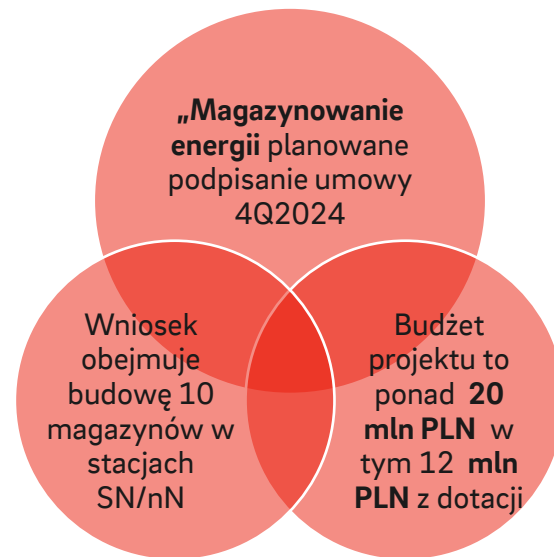 „Magazynowanie
energii planowane
podpisanie umowy
4Q2024
Wniosek
obejmuje
budowę 10
magazynów w
stacjach
SN/nN
Budżet
projektu to
ponad 20
mln PLN w
tym 12 mln
PLN z dotacji